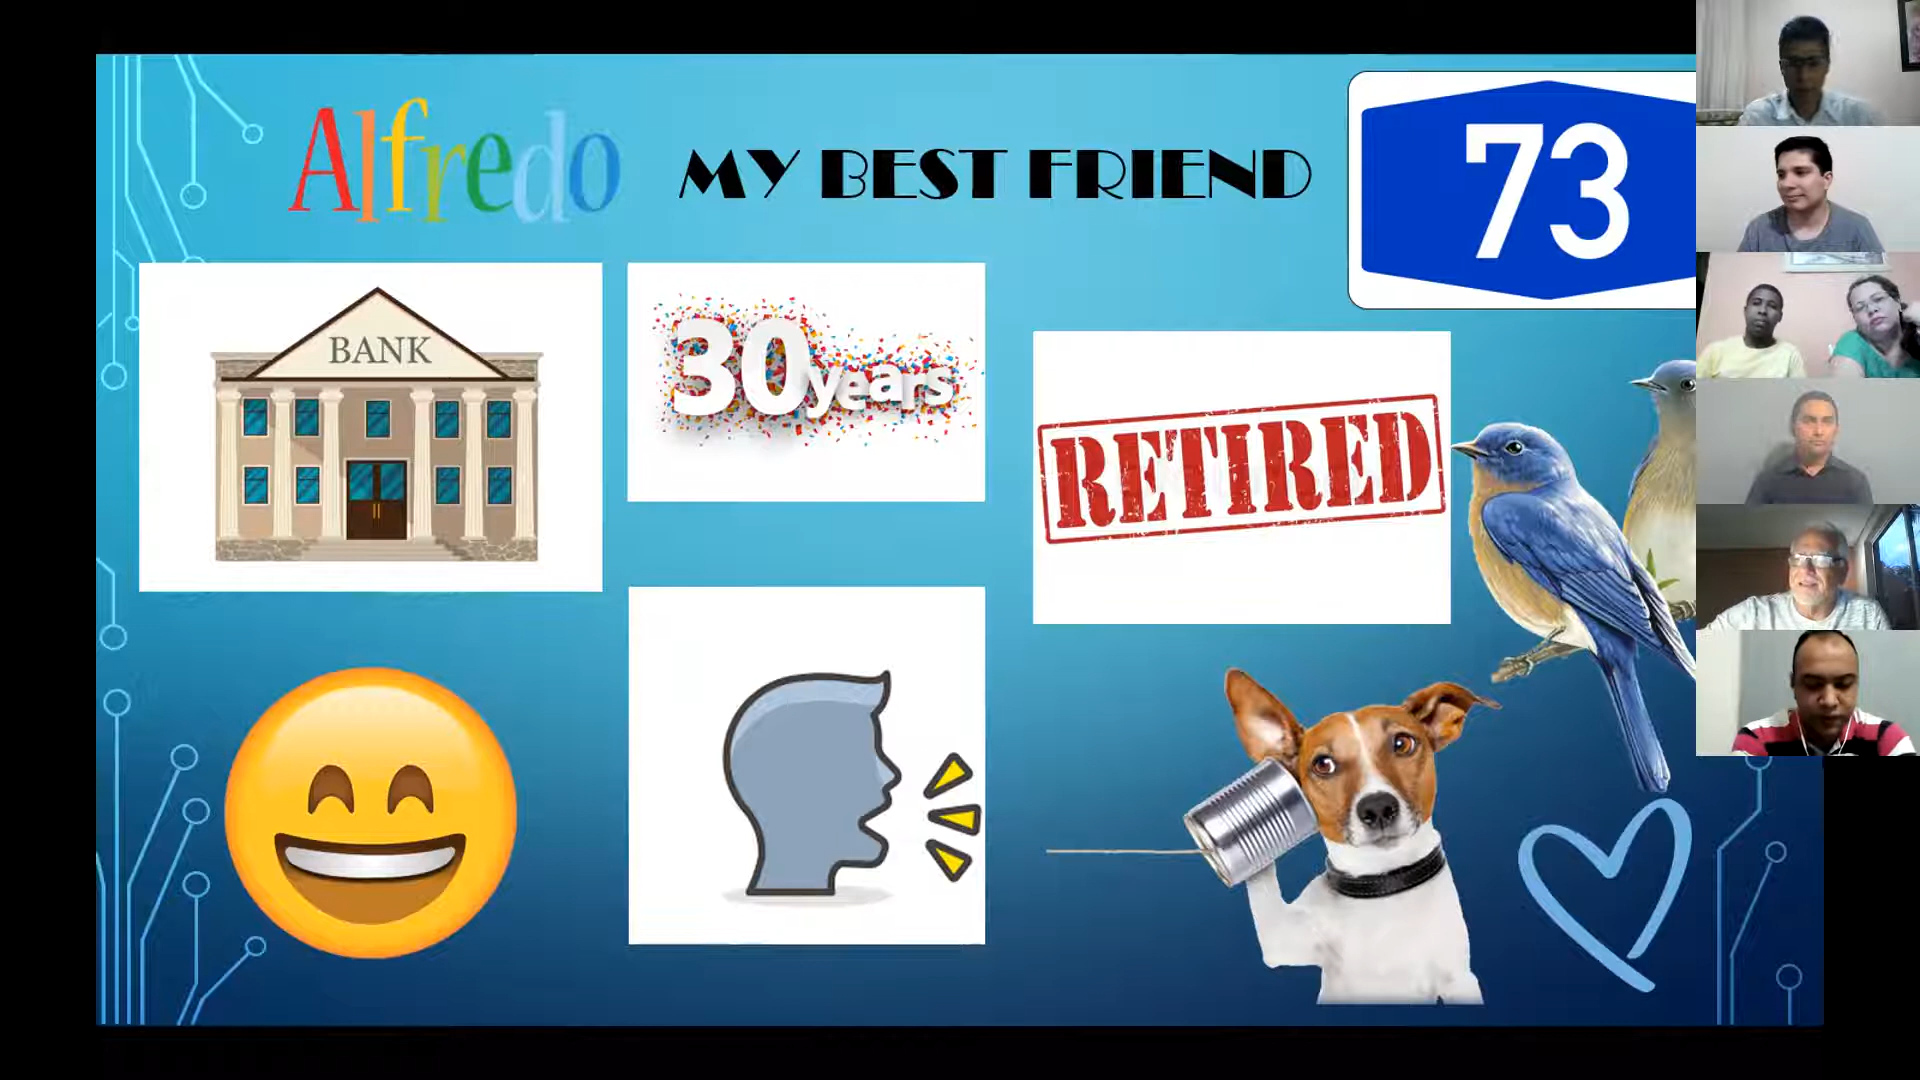 Alfredo
MY BEST FRIEND
73
BANK
30 years
RETIRED